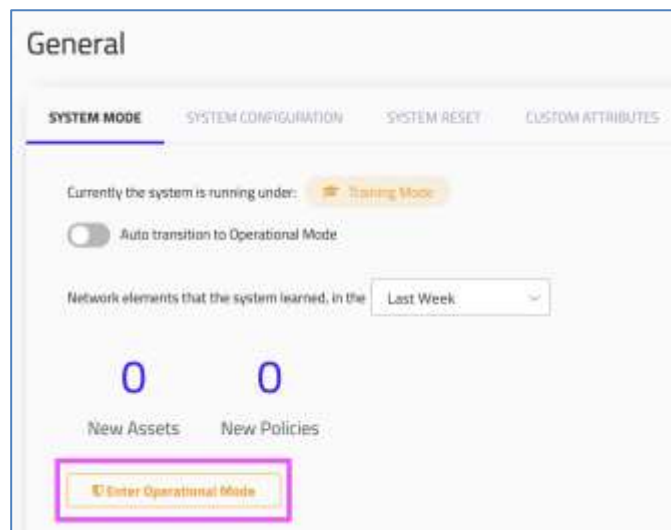 General
SYSTEM MODE SYSTEM CONFIGURATION SYSTEM RESET CUSTOM ATTRIBUTES
Currently the system is running under: Training Mode
Auto transition to Operational Mode
Network elements that the system learned, in the Last Week
0 0
New Assets New Policies
Enter Operational Mode